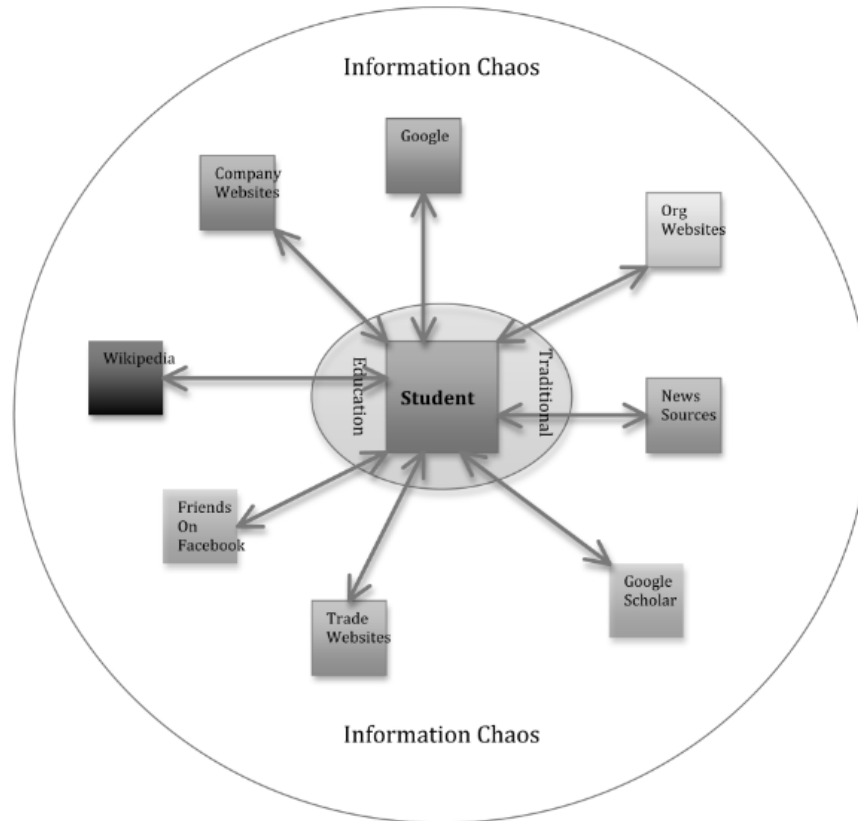 Information Chaos
Google
Company
Websites
Org
Websites
Wikipedia
Education
Student
Traditional
News
Sources
Friends
On
Facebook
Google
Scholar
Trade
Websites
Information Chaos